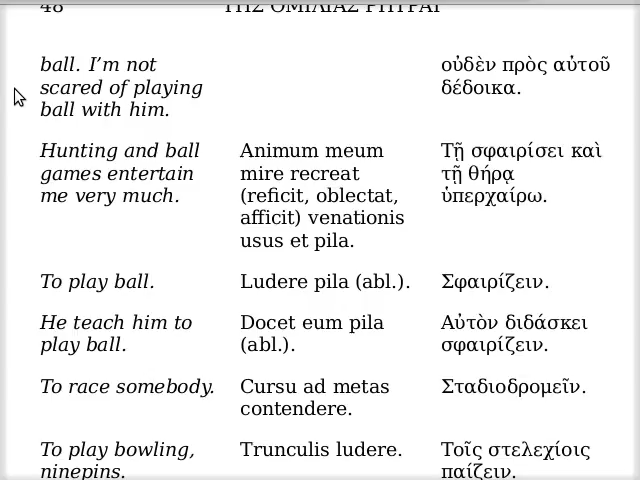 48 ΤΗΣ ΟΜΙΛΙΑΣ ΡΗΤΡΑΙ
ball. I’m not
scared of playing
ball with him.
οὐδὲν πρὸς αὐτοῦ
δέδοικα.
Hunting and ball
games entertain
me very much.
Animum meum
mire recreat
(reficit, oblectat,
afficit) venationis
usus et pila.
Τῇ σφαιρίσει καὶ
τῇ θήρᾳ
ὑπερχαίρω.
To play ball.
Ludere pila (abl.).
Σφαιρίζειν.
He teach him to
play ball.
Docet eum pila
(abl.).
Αὐτὸν διδάσκει
σφαιρίζειν.
To race somebody.
Cursu ad metas
contendere.
Σταδιοδρομεῖν.
To play bowling,
ninepins.
Trunculis ludere.
Τοῖς στελεχίοις
παίζειν.